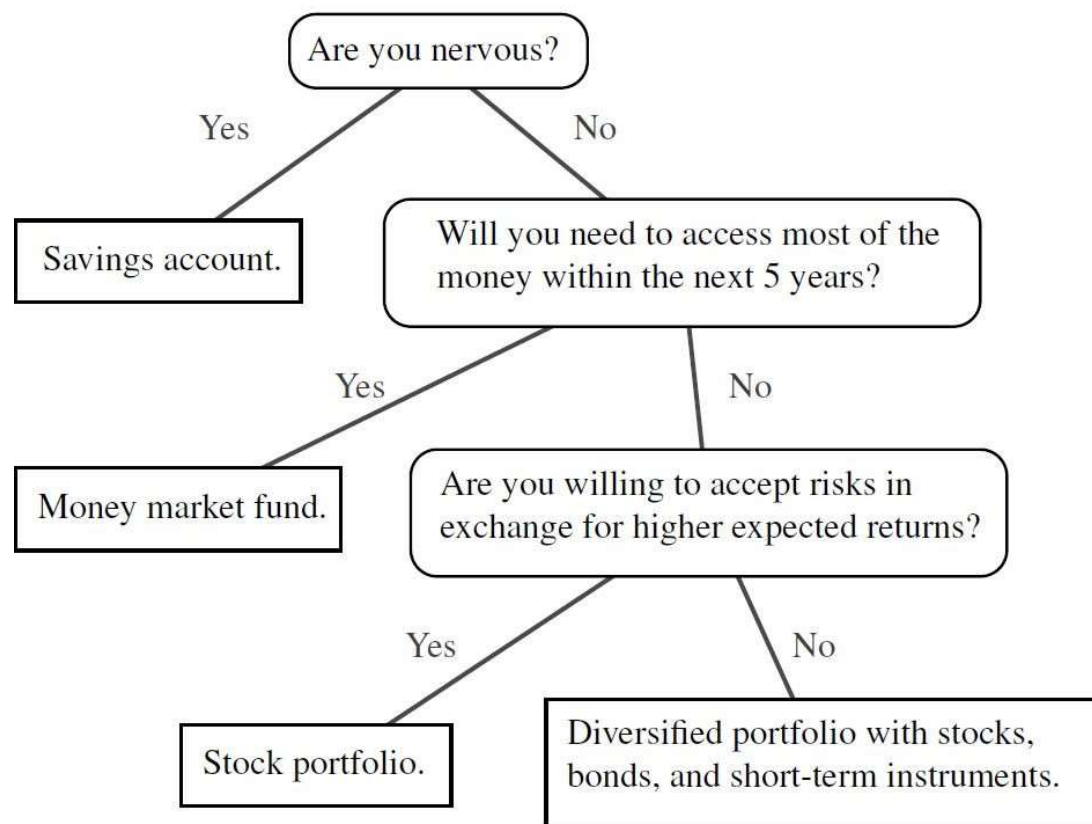 Are you nervous?
Yes
No
Savings account.
Will you need to access most of the
money within the next 5 years?
Yes
No
Money market fund.
Are you willing to accept risks in
exchange for higher expected returns?
Yes
No
Stock portfolio.
Diversified portfolio with stocks,
bonds, and short-term instruments.